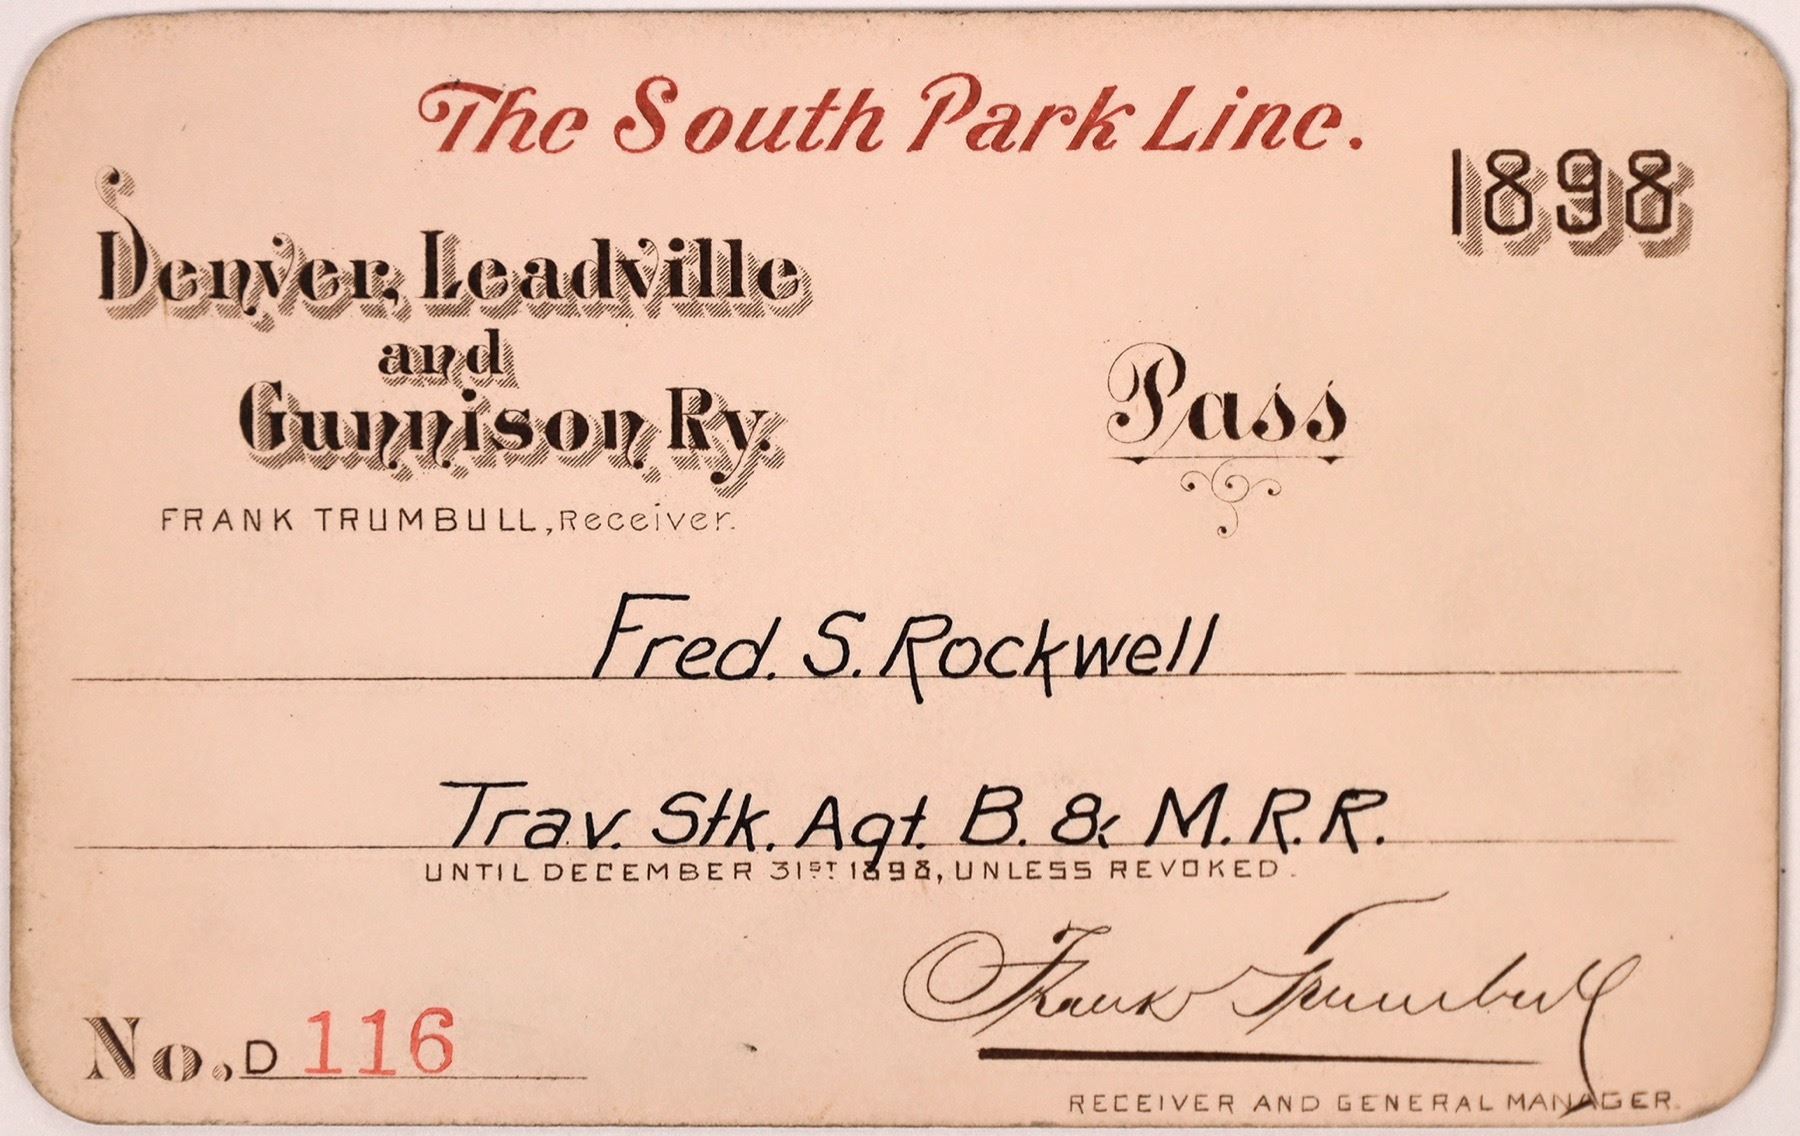 The South Park Line.
1898
Denver, Leadville
and
Gunnison Ry.
Pass
FRANK TRUMBULL, Receiver.
Fred. S. Rockwell
Trav. Stk. Agt. B. & M. R. R.
UNTIL DECEMBER 31ST 1898, UNLESS REVOKED.
Frank Trumbull
No. D 116
RECEIVER AND GENERAL MANAGER.